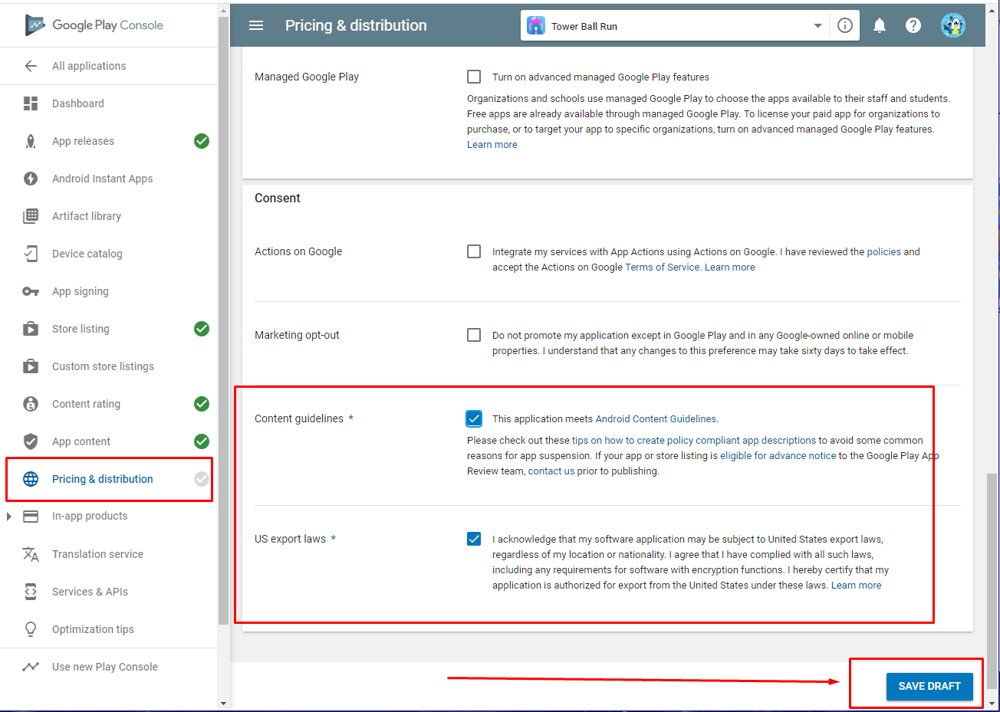 Google Play Console
All applications
Dashboard
App releases
Android Instant Apps
Artifact library
Device catalog
App signing
Store listing
Custom store listings
Content rating
App content
Pricing & distribution
In-app products
Translation service
Services & APIs
Optimization tips
Use new Play Console
Pricing & distribution
Tower Ball Run
Managed Google Play
Turn on advanced managed Google Play features
Organizations and schools use managed Google Play to choose the apps available to their staff and students.
Free apps are already available through managed Google Play. To license your paid app for organizations to
purchase, or to target your app to specific organizations, turn on advanced managed Google Play features.
Learn more
Consent
Actions on Google
Integrate my services with App Actions using Actions on Google. I have reviewed the policies and
accept the Actions on Google Terms of Service. Learn more
Marketing opt-out
Do not promote my application except in Google Play and in any Google-owned online or mobile
properties. I understand that any changes to this preference may take sixty days to take effect.
Content guidelines *
This application meets Android Content Guidelines.
Please check out these tips on how to create policy compliant app descriptions to avoid some common
reasons for app suspension. If your app or store listing is eligible for advance notice to the Google Play App
Review team, contact us prior to publishing.
US export laws *
I acknowledge that my software application may be subject to United States export laws,
regardless of my location or nationality. I agree that I have complied with all such laws,
including any requirements for software with encryption functions. I hereby certify that my
application is authorized for export from the United States under these laws. Learn more
SAVE DRAFT